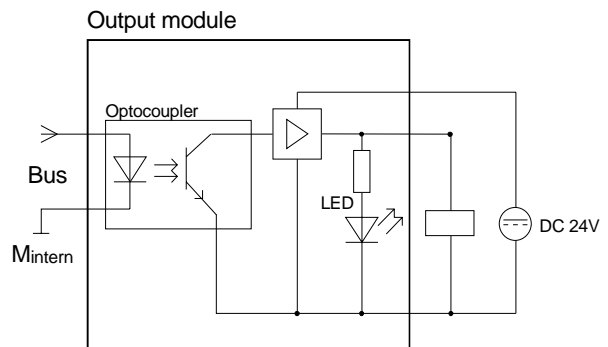 Output module
Optocoupler
Bus
LED
DC 24V
Mintern